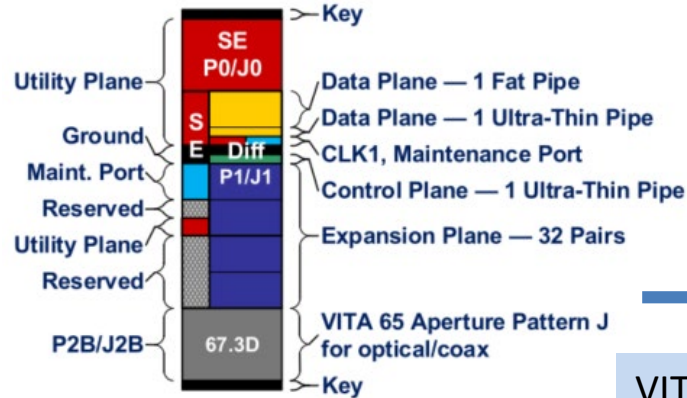 Key
SE
P0/J0
Utility Plane
Data Plane — 1 Fat Pipe
Data Plane — 1 Ultra-Thin Pipe
S
E
Ground
Diff
CLK1, Maintenance Port
Maint. Port
P1/J1
Control Plane — 1 Ultra-Thin Pipe
Reserved
Utility Plane
Expansion Plane — 32 Pairs
Reserved
VITA 65 Aperture Pattern J
for optical/coax
P2B/J2B
67.3D
Key
VIT